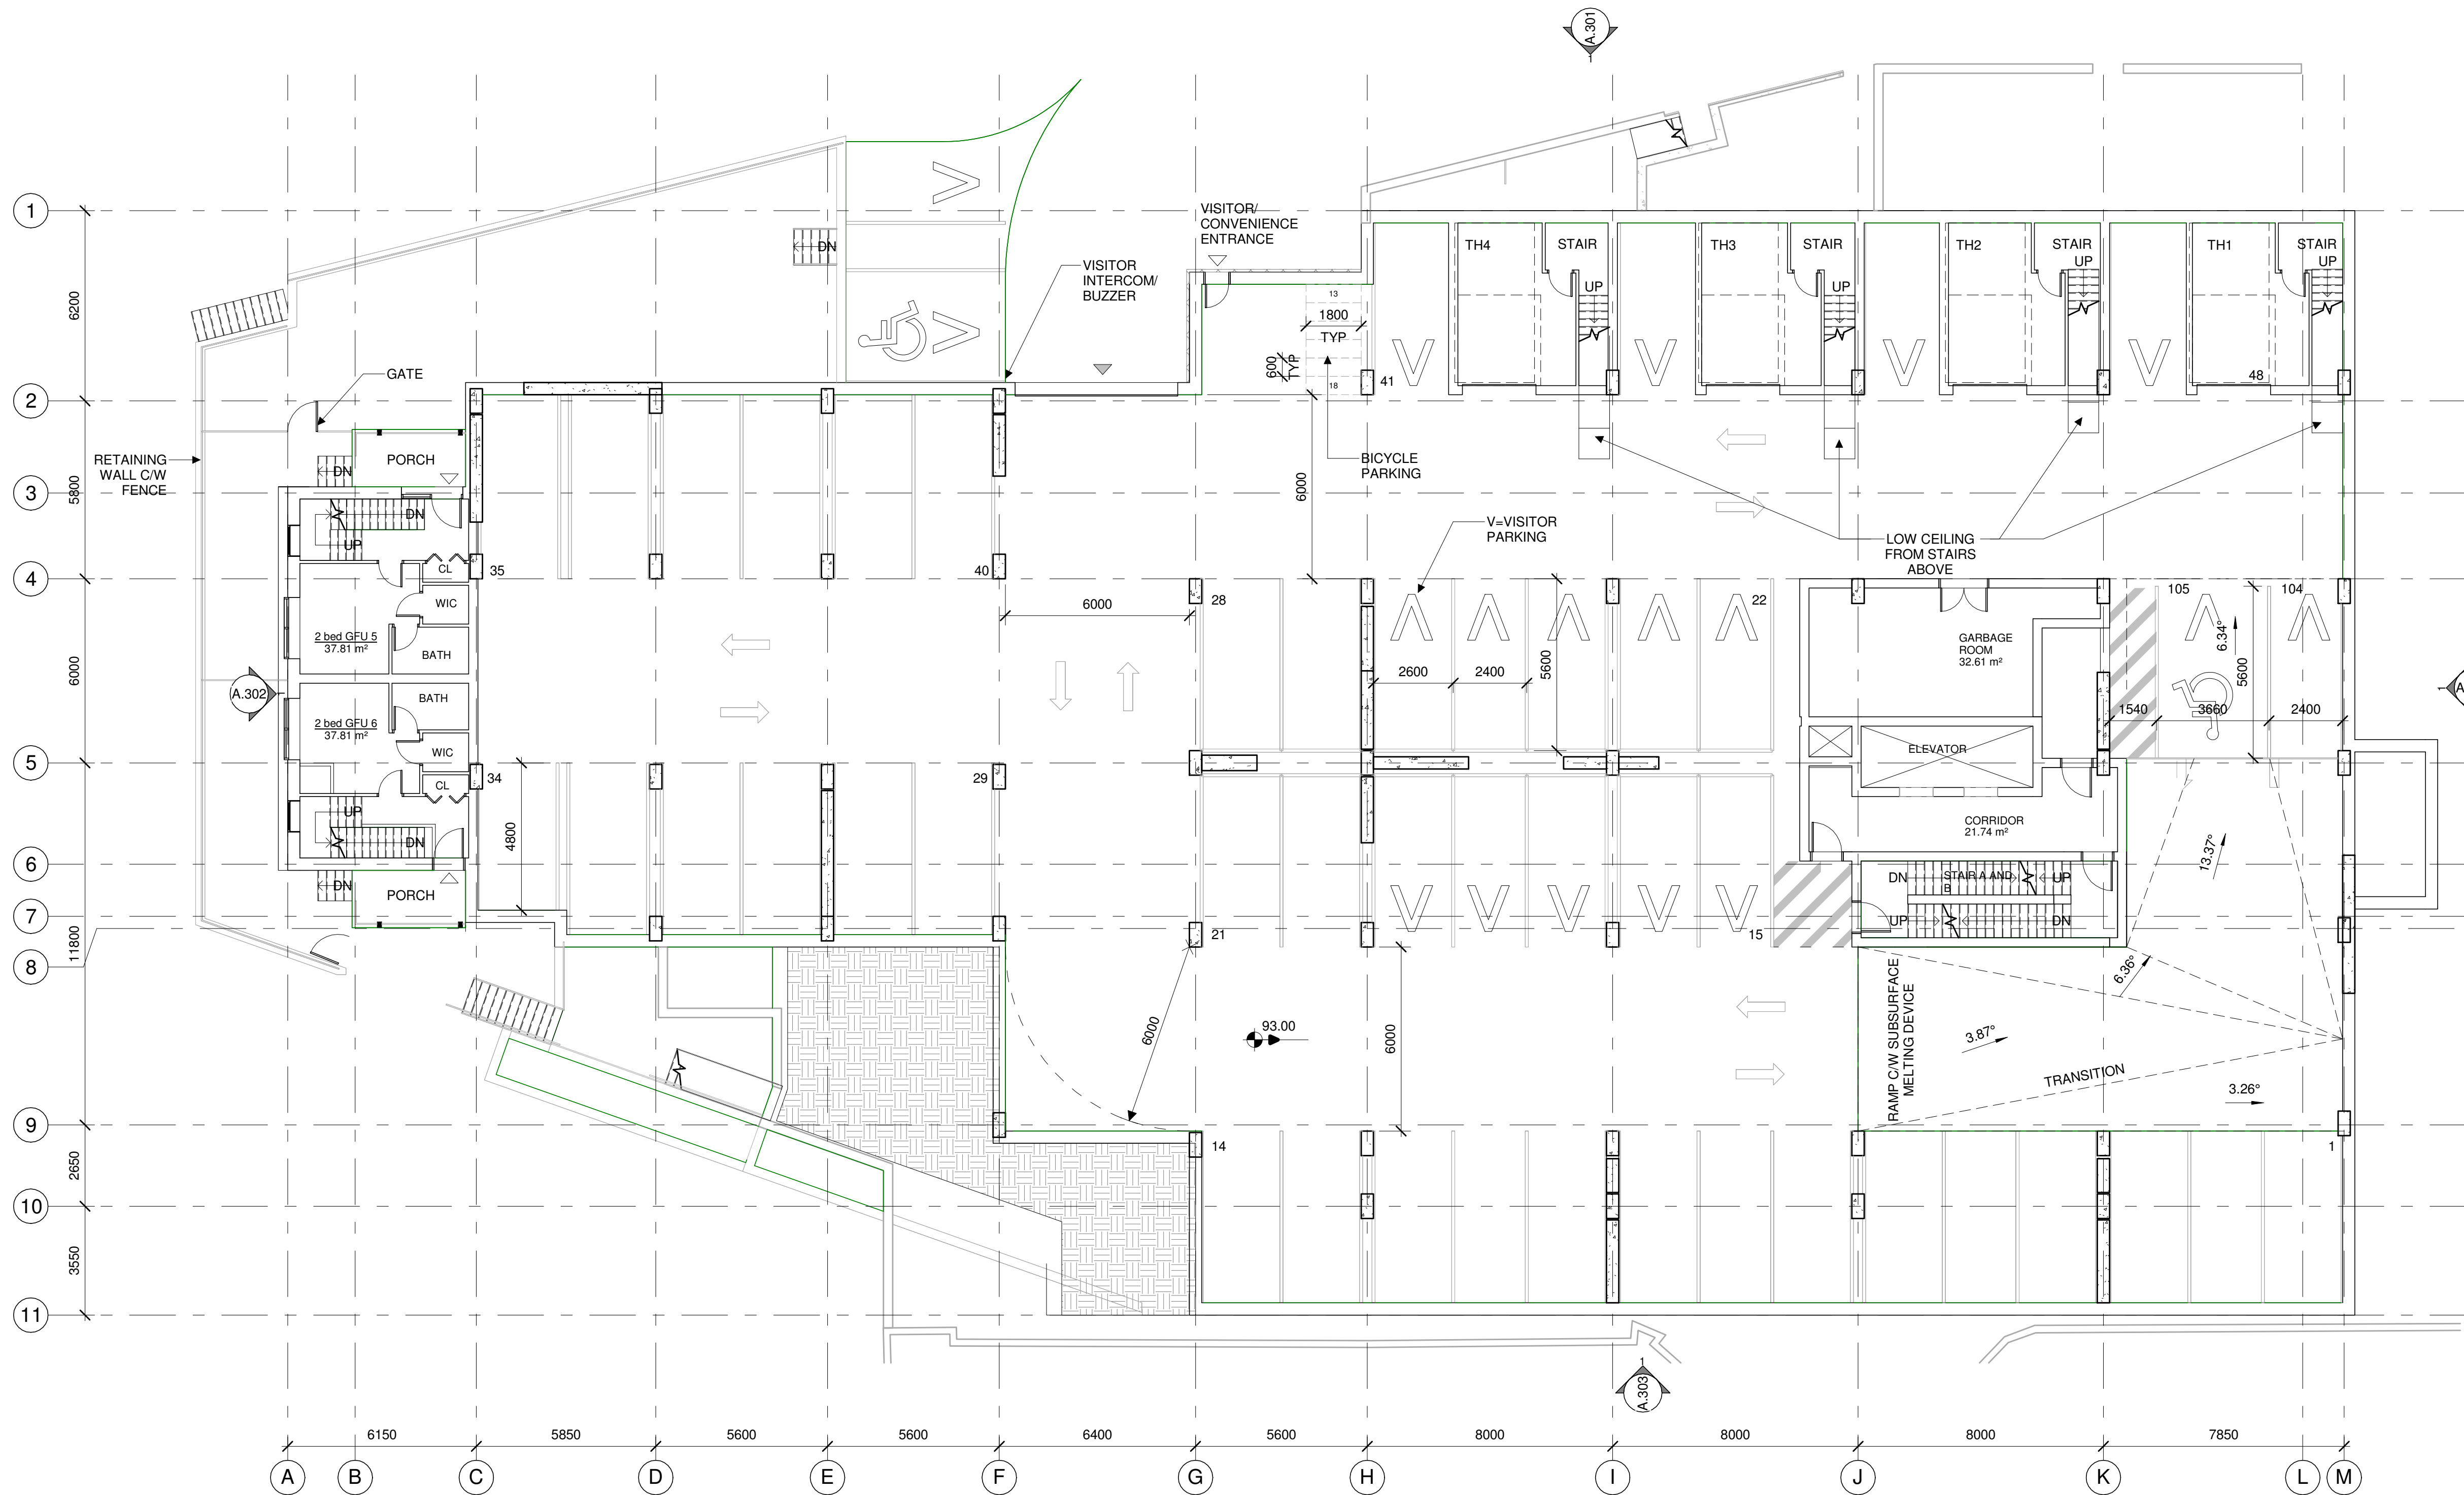 A.301
1
1
VISITOR/
CONVENIENCE
ENTRANCE
DN
VISITOR
INTERCOM/
BUZZER
TH4
STAIR
TH3
STAIR
TH2
STAIR
TH1
STAIR
UP
UP
UP
UP
V
V
13
1800
TYP
600
TYP
18
41
V
V
V
V
48
6200
GATE
2
RETAINING
WALL C/W
FENCE
PORCH
DN
BICYCLE
PARKING
3
5800
DN
UP
6000
V=VISITOR
PARKING
LOW CEILING
FROM STAIRS
ABOVE
CL
35
40
4
WIC
28
6000
V
V
V
V
V
22
105
104
V
V
2 bed GFU 5
37.81 m²
BATH
GARBAGE
ROOM
32.61 m²
6.34°
5600
5600
2600
2400
6000
A.302
1
BATH
2 bed GFU 6
37.81 m²
1540
3660
2400
1
A
WIC
ELEVATOR
5
34
29
CL
UP
DN
4800
CORRIDOR
21.74 m²
13.37°
6
DN
PORCH
DN
STAIR A AND
B
UP
UP
DN
V
V
V
V
V
7
21
15
11800
8
6000
6000
93.00
RAMP C/W SUBSURFACE
MELTING DEVICE
6.36°
3.87°
TRANSITION
3.26°
9
14
1
2650
10
3550
11
1
A.303
6150
5850
5600
5600
6400
5600
8000
8000
8000
7850
A
B
C
D
E
F
G
H
I
J
K
L
M